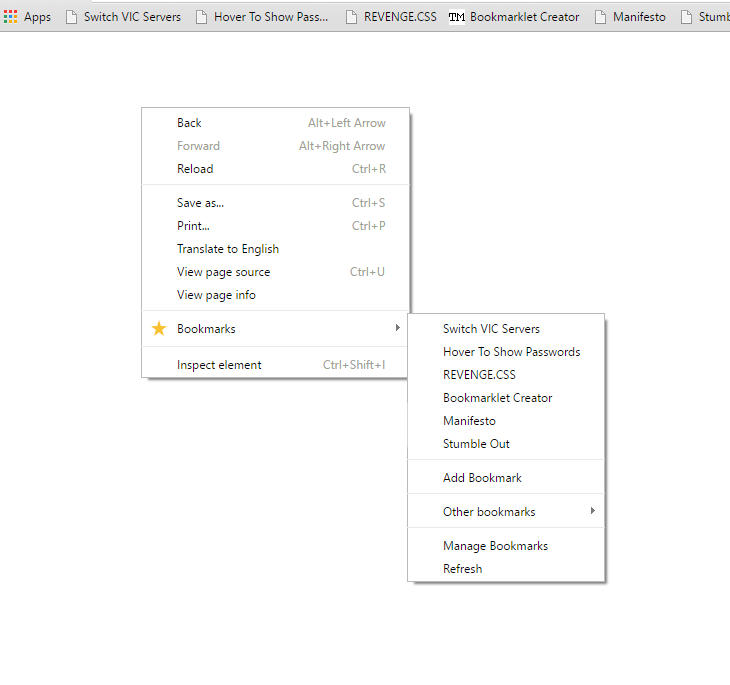 Apps Switch VIC Servers Hover To Show Pass... REVENGE.CSS TM Bookmarklet Creator Manifesto Stumb
Back Alt+Left Arrow
Forward Alt+Right Arrow
Reload Ctrl+R
Save as... Ctrl+S
Print... Ctrl+P
Translate to English
View page source Ctrl+U
View page info
Bookmarks
Inspect element Ctrl+Shift+I
Switch VIC Servers
Hover To Show Passwords
REVENGE.CSS
Bookmarklet Creator
Manifesto
Stumble Out
Add Bookmark
Other bookmarks
Manage Bookmarks
Refresh